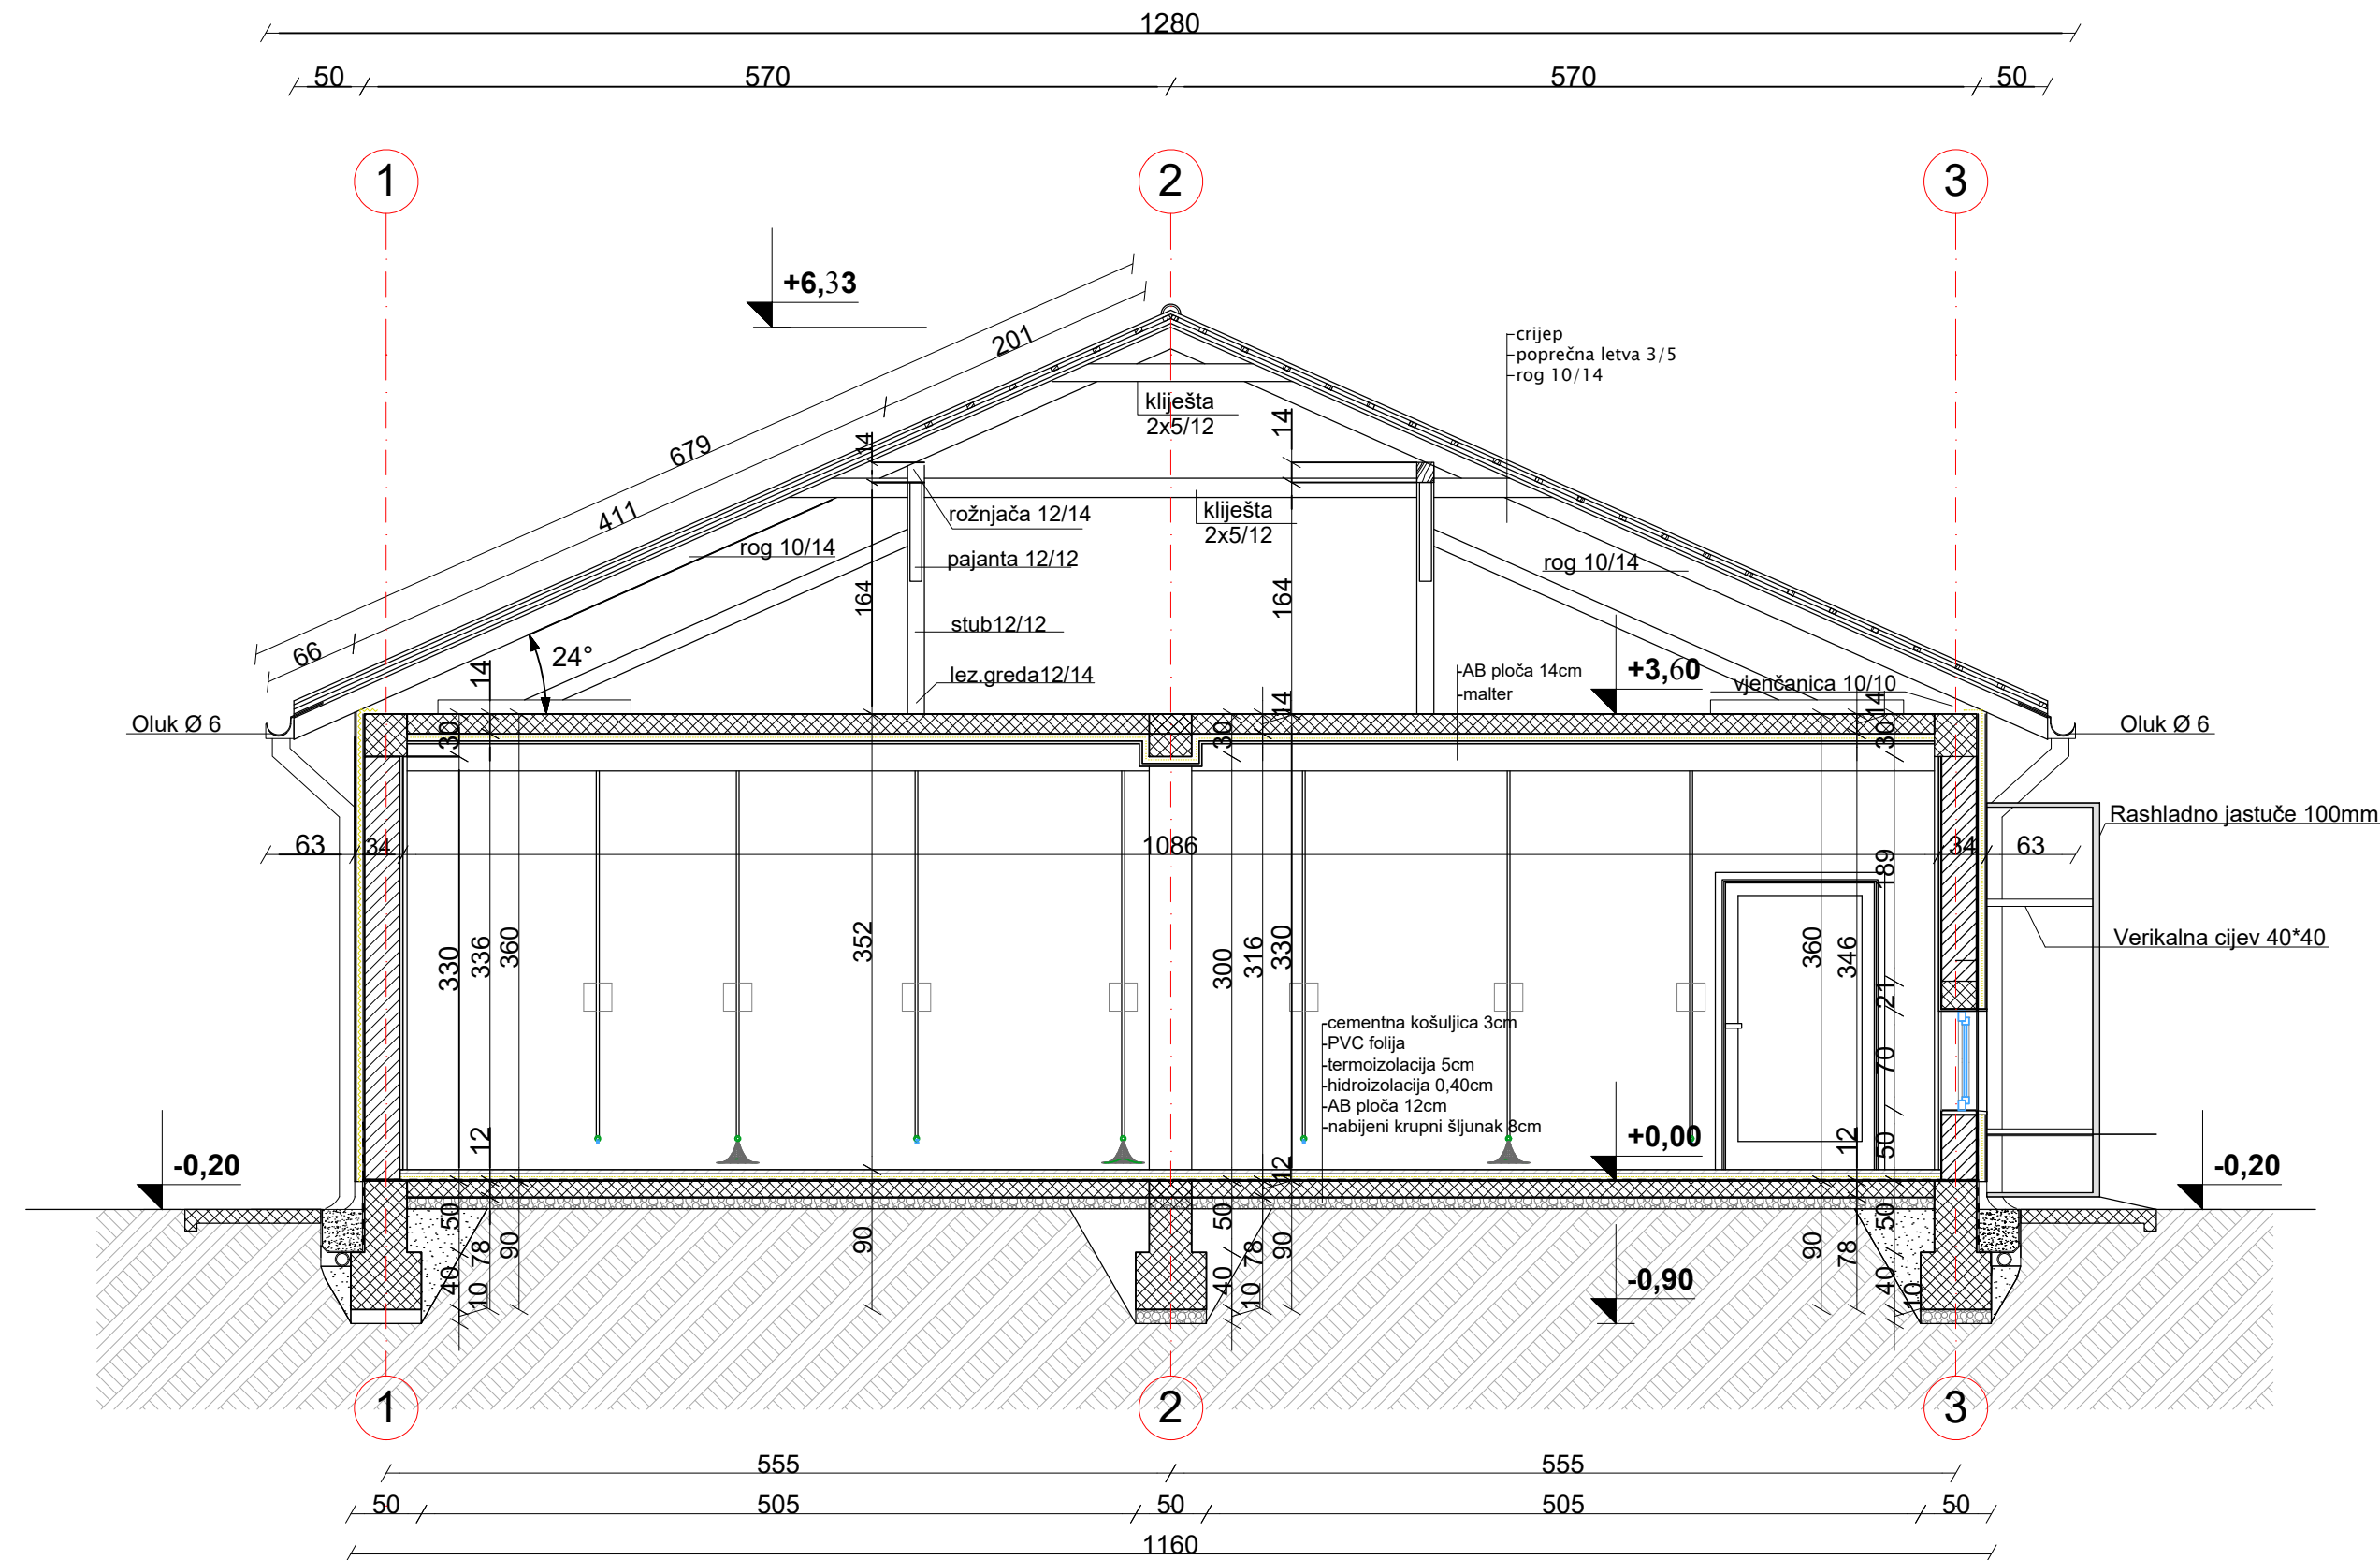 1280
50 570 570 50
1 2 3
+6,33
201
679
411
66
14
14
crijep
poprečna letva 3/5
rog 10/14
kliješta
2x5/12
kliješta
2x5/12
rožnjača 12/14
rog 10/14
pajanta 12/12
rog 10/14
164
164
stub12/12
24°
lez.greda12/14
14
14
14
-AB ploča 14cm
-malter
+3,60
vjenčanica 10/10
Oluk Ø 6
Oluk Ø 6
30
30
30
Rashladno jastuče 100mm
63 34 1086 34 63
189
Verikalna cijev 40*40
330
336
360
352
300
316
330
360
346
21
70
50
-cementna košuljica 3cm
-PVC folija
-termoizolacija 5cm
-hidroizolacija 0,40cm
-AB ploča 12cm
-nabijeni krupni šljunak 8cm
+0,00
12
12
12
-0,20
-0,20
50
78
90
40
10
90
50
78
90
40
10
90
78
50
40
10
-0,90
1 2 3
555 555
50 505 50 505 50
1160